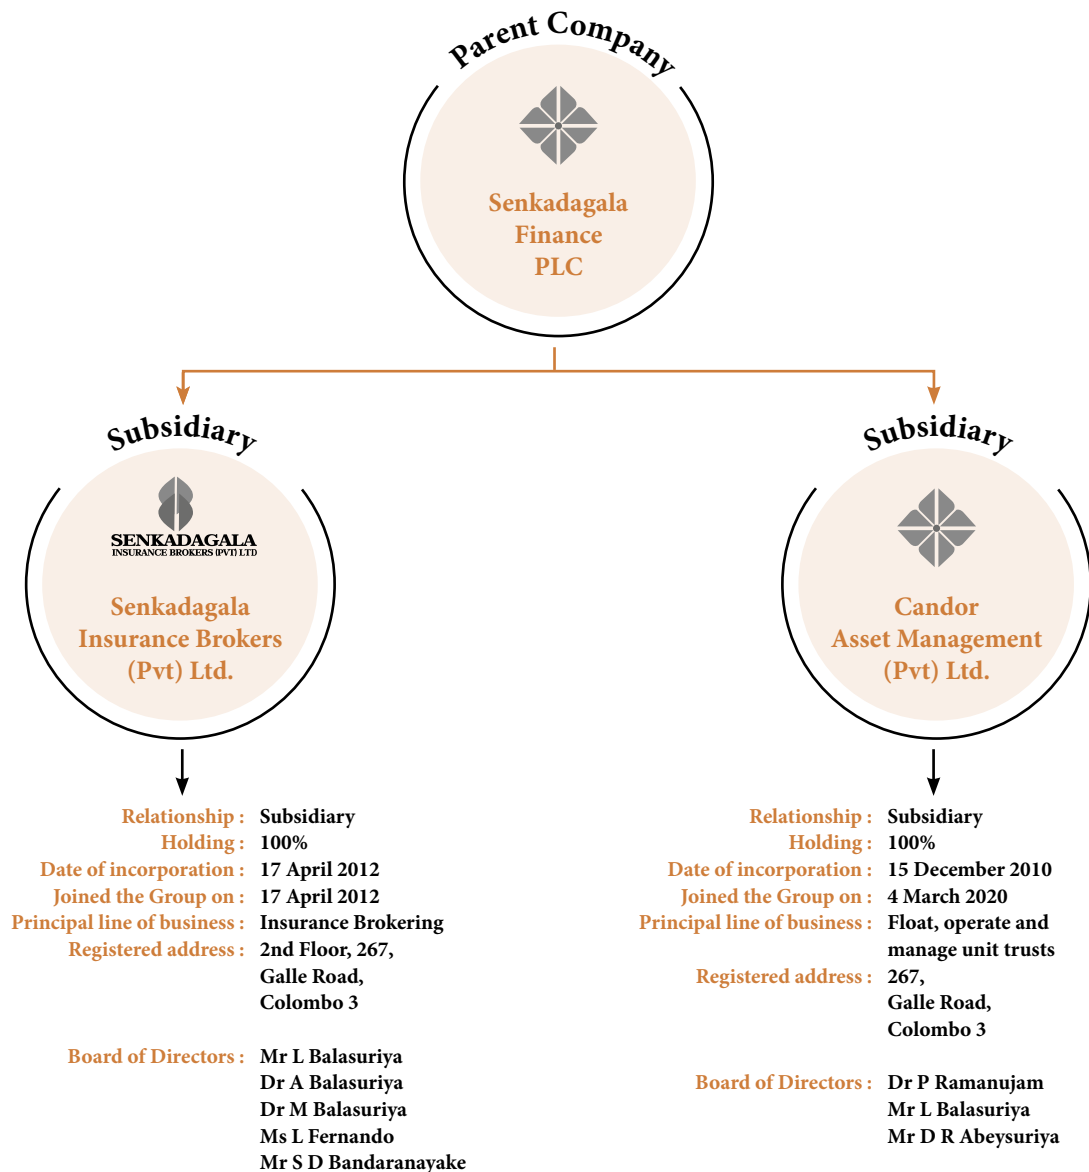 Parent Company
Senkadagala
Finance
PLC
Subsidiary
SENKADAGALA
INSURANCE BROKERS (PVT) LTD
Senkadagala
Insurance Brokers
(Pvt) Ltd.
Relationship : Subsidiary
Holding : 100%
Date of incorporation : 17 April 2012
Joined the Group on : 17 April 2012
Principal line of business : Insurance Brokering
Registered address : 2nd Floor, 267,
Galle Road,
Colombo 3
Board of Directors : Mr L Balasuriya
Dr A Balasuriya
Dr M Balasuriya
Ms L Fernando
Mr S D Bandaranayake
Subsidiary
Candor
Asset Management
(Pvt) Ltd.
Relationship : Subsidiary
Holding : 100%
Date of incorporation : 15 December 2010
Joined the Group on : 4 March 2020
Principal line of business : Float, operate and
manage unit trusts
Registered address : 267,
Galle Road,
Colombo 3
Board of Directors : Dr P Ramanujam
Mr L Balasuriya
Mr D R Abeysuriya